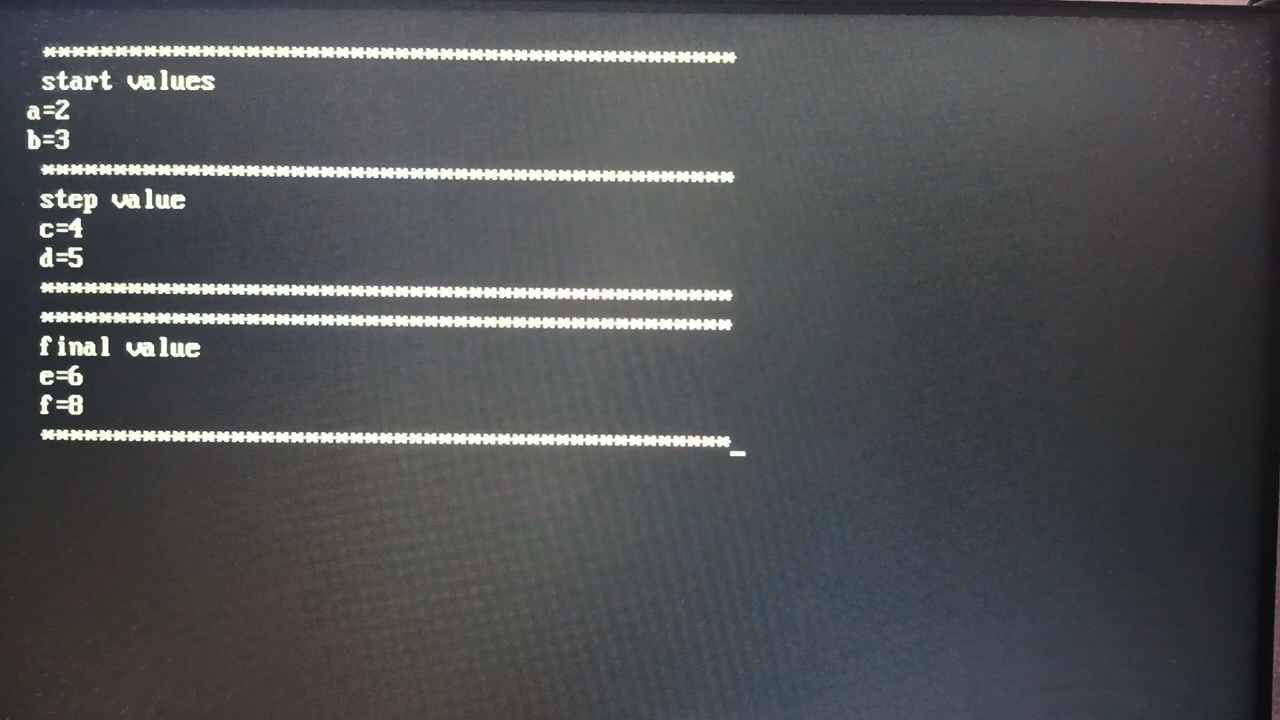 ***********************************************
start values
a=2
b=3
***********************************************
step value
c=4
d=5
***********************************************
***********************************************
final value
e=6
f=8
***********************************************_